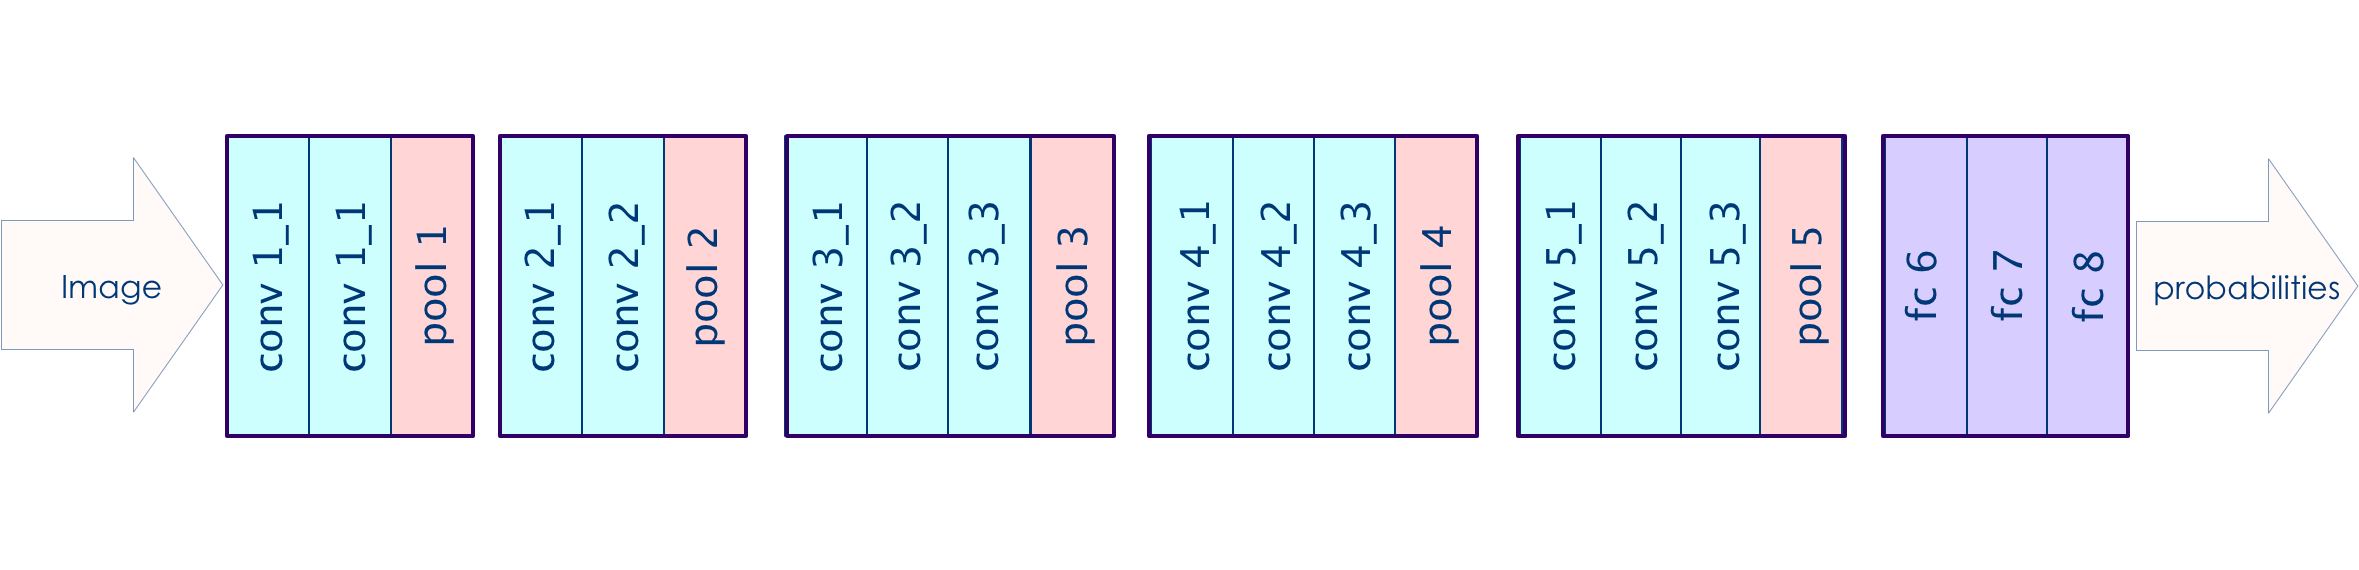 Image
conv 1_1
conv 1_1
pool 1
conv 2_1
conv 2_2
pool 2
conv 3_1
conv 3_2
conv 3_3
pool 3
conv 4_1
conv 4_2
conv 4_3
pool 4
conv 5_1
conv 5_2
conv 5_3
pool 5
fc 6
fc 7
fc 8
probabilities